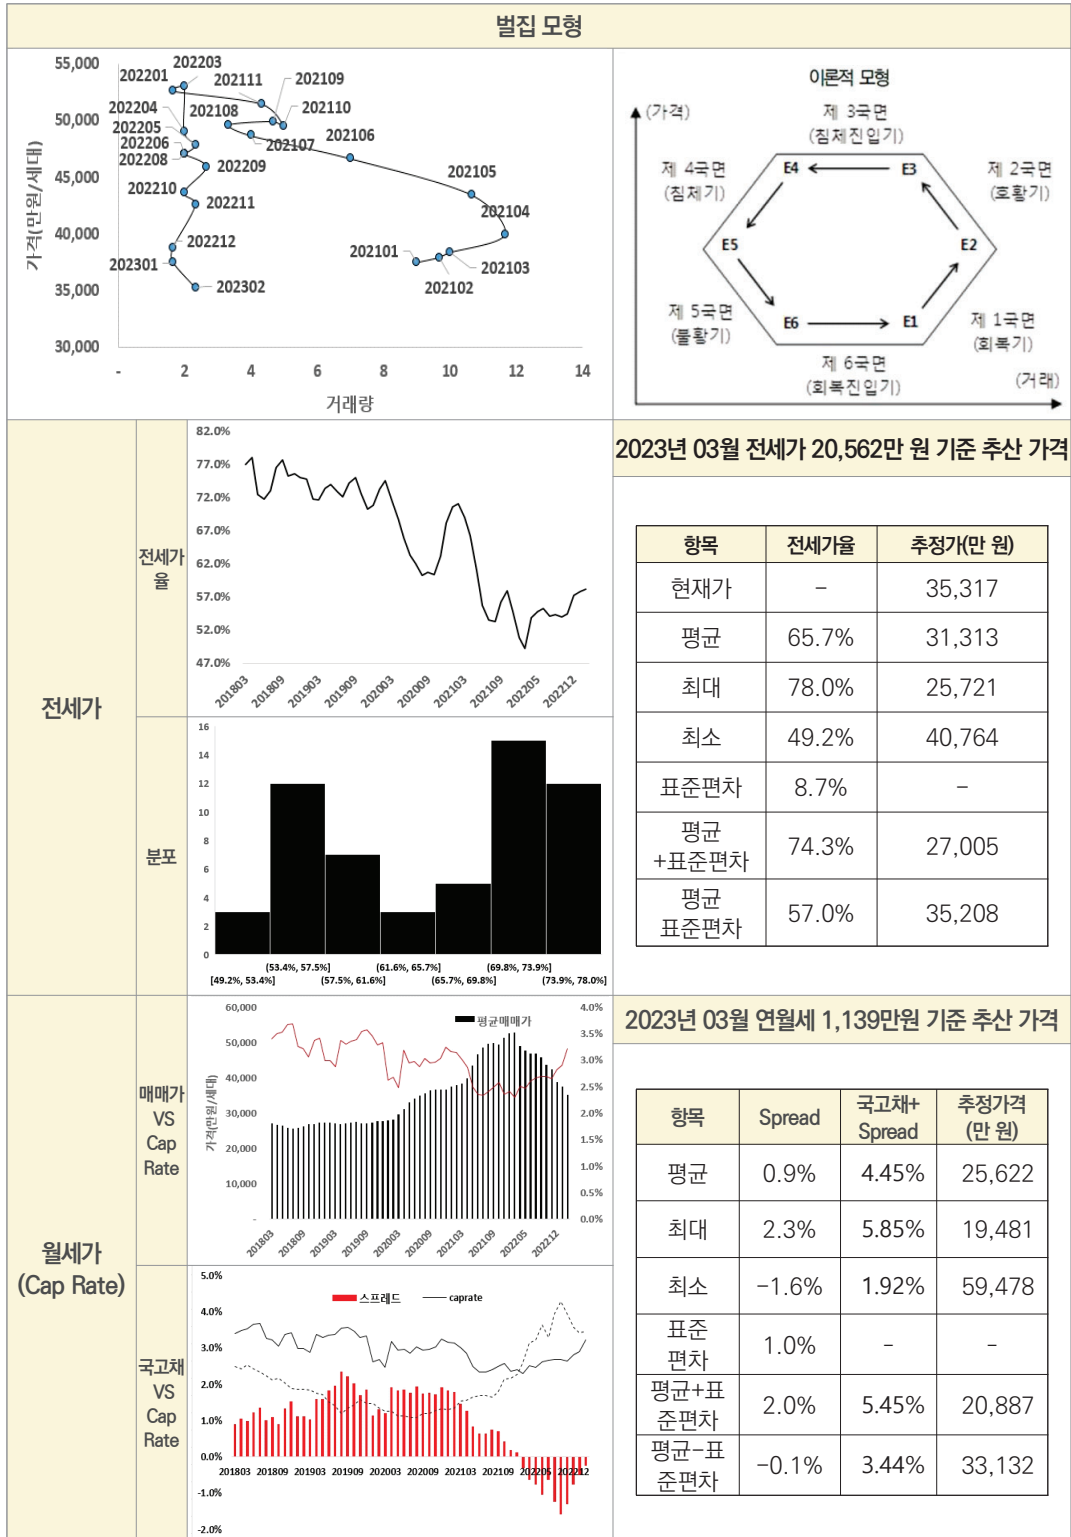 벌집 모형
55,000
50,000
45,000
40,000
35,000
30,000
-
2
4
6
8
10
12
14
가격(만원/세대)
거래량
202203
202201
202111
202109
202204
202108
202110
202205
202206
202107
202106
202208
202209
202105
202210
202211
202104
202212
202101
202103
202301
202102
202302
이론적 모형
(가격)
제 3국면
(침체진입기)
제 4국면
(침체기)
E4
E3
제 2국면
(호황기)
E5
E2
제 5국면
(불황기)
E6
E1
제 1국면
(회복기)
제 6국면
(회복진입기)
(거래)
전세가
전세가
율
82.0%
77.0%
72.0%
67.0%
62.0%
57.0%
52.0%
47.0%
201803
201809
201903
201909
202003
202009
202103
202109
202205
202212
분포
16
14
12
10
8
6
4
2
0
(53.4%, 57.5%]
(61.6%, 65.7%]
(69.8%, 73.9%]
[49.2%, 53.4%]
(57.5%, 61.6%]
(65.7%, 69.8%]
(73.9%, 78.0%]
2023년 03월 전세가 20,562만 원 기준 추산 가격
항목 전세가율 추정가(만 원)
현재가 – 35,317
평균 65.7% 31,313
최대 78.0% 25,721
최소 49.2% 40,764
표준편차 8.7% –
평균
+표준편차 74.3% 27,005
평균
표준편차 57.0% 35,208
월세가
(Cap Rate)
매매가
VS
Cap
Rate
60,000
50,000
40,000
30,000
20,000
10,000
-
가격(만원/세대)
평균매매가
4.0%
3.5%
3.0%
2.5%
2.0%
1.5%
1.0%
0.5%
0.0%
201803
201809
201903
201909
202003
202009
202103
202109
202205
202212
국고채
VS
Cap
Rate
5.0%
4.0%
3.0%
2.0%
1.0%
0.0%
-1.0%
-2.0%
스프레드
caprate
201803 201809 201903 201909 202003 202009 202103 202109 202205 202212
2023년 03월 연월세 1,139만원 기준 추산 가격
항목 Spread 국고채+
Spread 추정가격
(만 원)
평균 0.9% 4.45% 25,622
최대 2.3% 5.85% 19,481
최소 −1.6% 1.92% 59,478
표준
편차 1.0% – –
평균+표
준편차 2.0% 5.45% 20,887
평균−표
준편차 −0.1% 3.44% 33,132